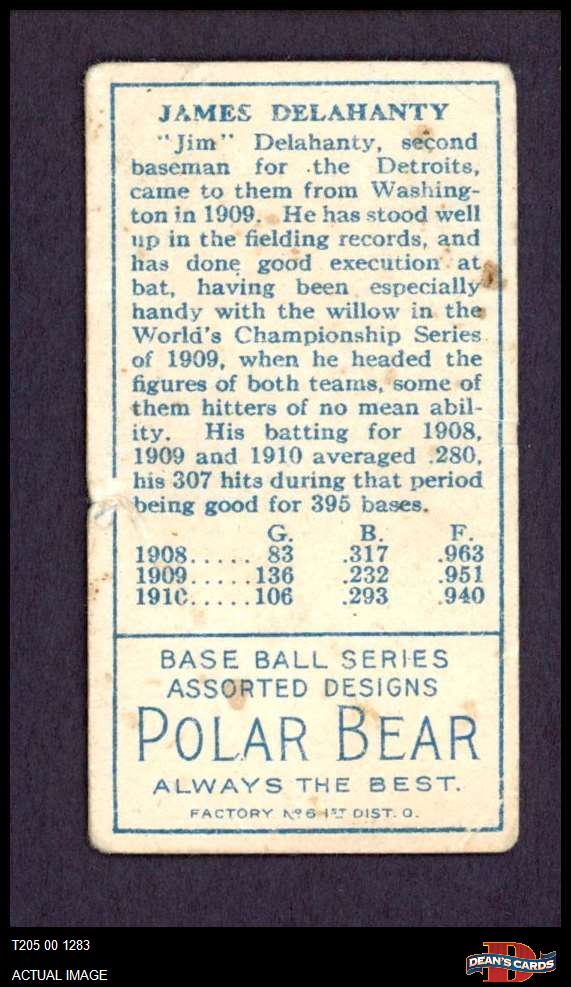 JAMES DELAHANTY
"Jim" Delahanty, second
baseman for the Detroits,
came to them from Washing-
ton in 1909. He has stood well
up in the fielding records, and
has done good execution at
bat, having been especially
handy with the willow in the
World's Championship Series
of 1909, when he headed the
figures of both teams, some of
them hitters of no mean abil-
ity. His batting for 1908,
1909 and 1910 averaged .280,
his 307 hits during that period
being good for 395 bases.
G. B. F.
1908..... 83 .317 .963
1909.....136 .232 .951
1910.....106 .293 .940
BASE BALL SERIES
ASSORTED DESIGNS
POLAR BEAR
ALWAYS THE BEST.
FACTORY Nº 6 1ST DIST. O.
T205 00 1283
ACTUAL IMAGE
DEAN'S CARDS